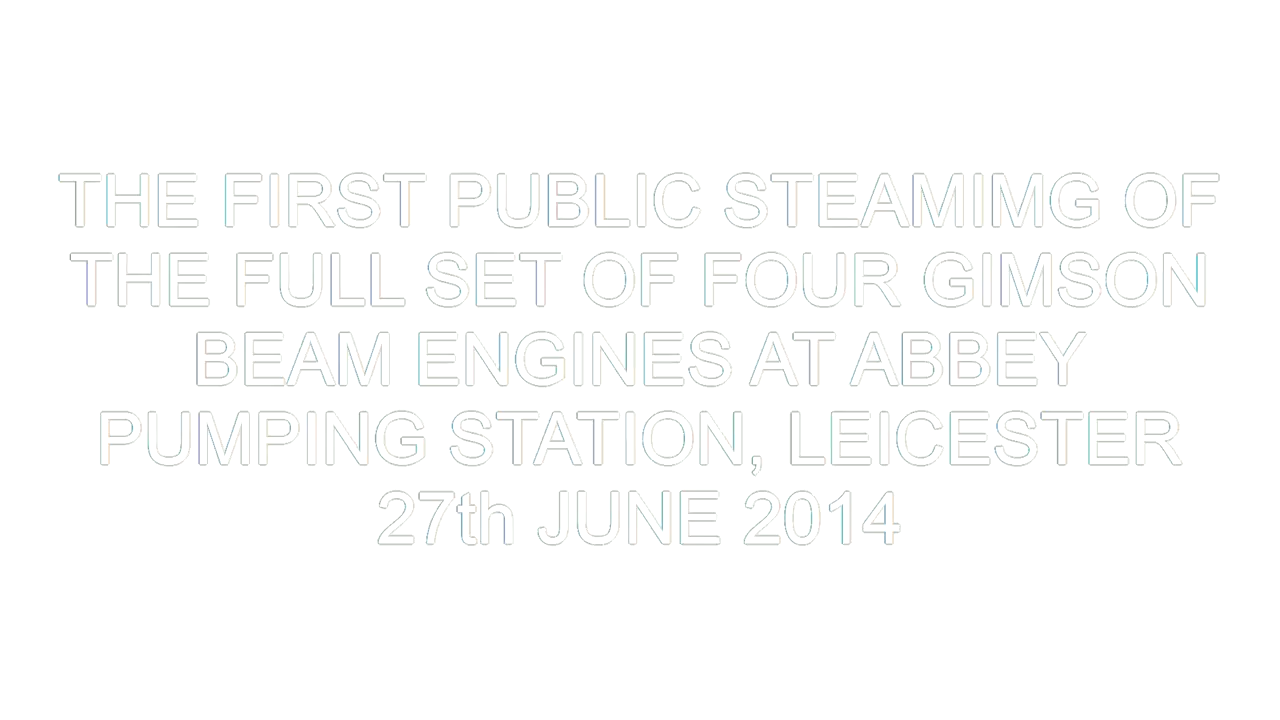 THE FIRST PUBLIC STEAMIMG OF
THE FULL SET OF FOUR GIMSON
BEAM ENGINES AT ABBEY
PUMPING STATION, LEICESTER
27th JUNE 2014